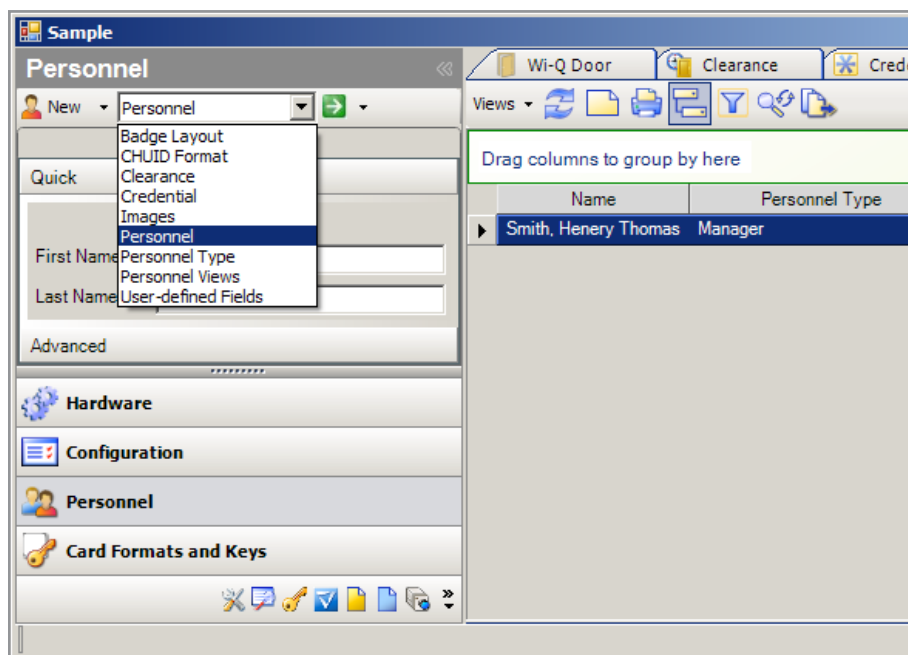 Sample
Personnel
New Personnel
Badge Layout
CHUID Format
Clearance
Credential
Images
Personnel
Personnel Type
Personnel Views
User-defined Fields
Quick
First Name
Last Name
Advanced
Hardware
Configuration
Personnel
Card Formats and Keys
Wi-Q Door Clearance Crede
Views
Drag columns to group by here
Name Personnel Type
Smith, Henery Thomas Manager